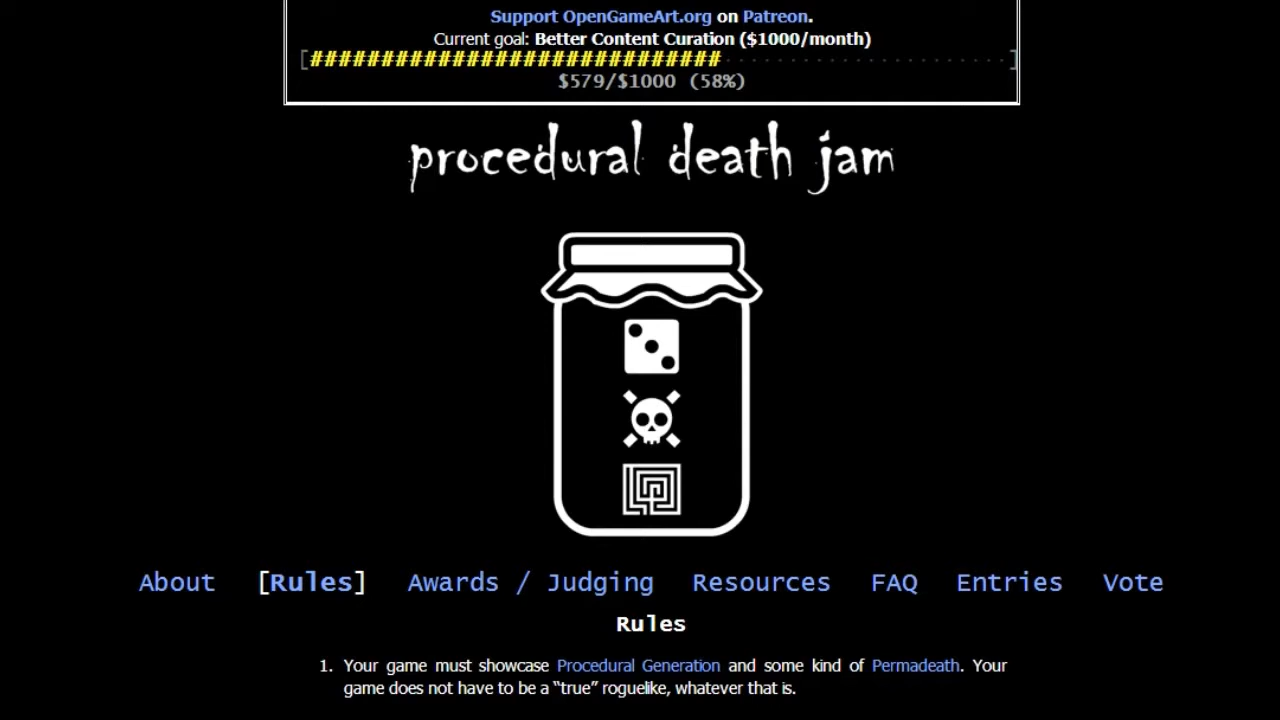 Support OpenGameArt.org on Patreon.
Current goal: Better Content Curation ($1000/month)
[#############################·····················]
$579/$1000 (58%)
procedural death jam
About [Rules] Awards / Judging Resources FAQ Entries Vote
Rules
1. Your game must showcase Procedural Generation and some kind of Permadeath. Your
game does not have to be a “true” roguelike, whatever that is.